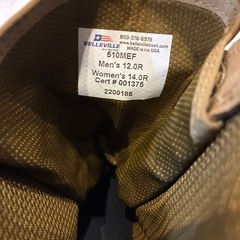 800-376-6978
www.bellevilleboot.com
BELLEVILLE
MADE IN THE USA
510MEF
Men's 12.0R
Women's 14.0R
Cert # 001375
2200185